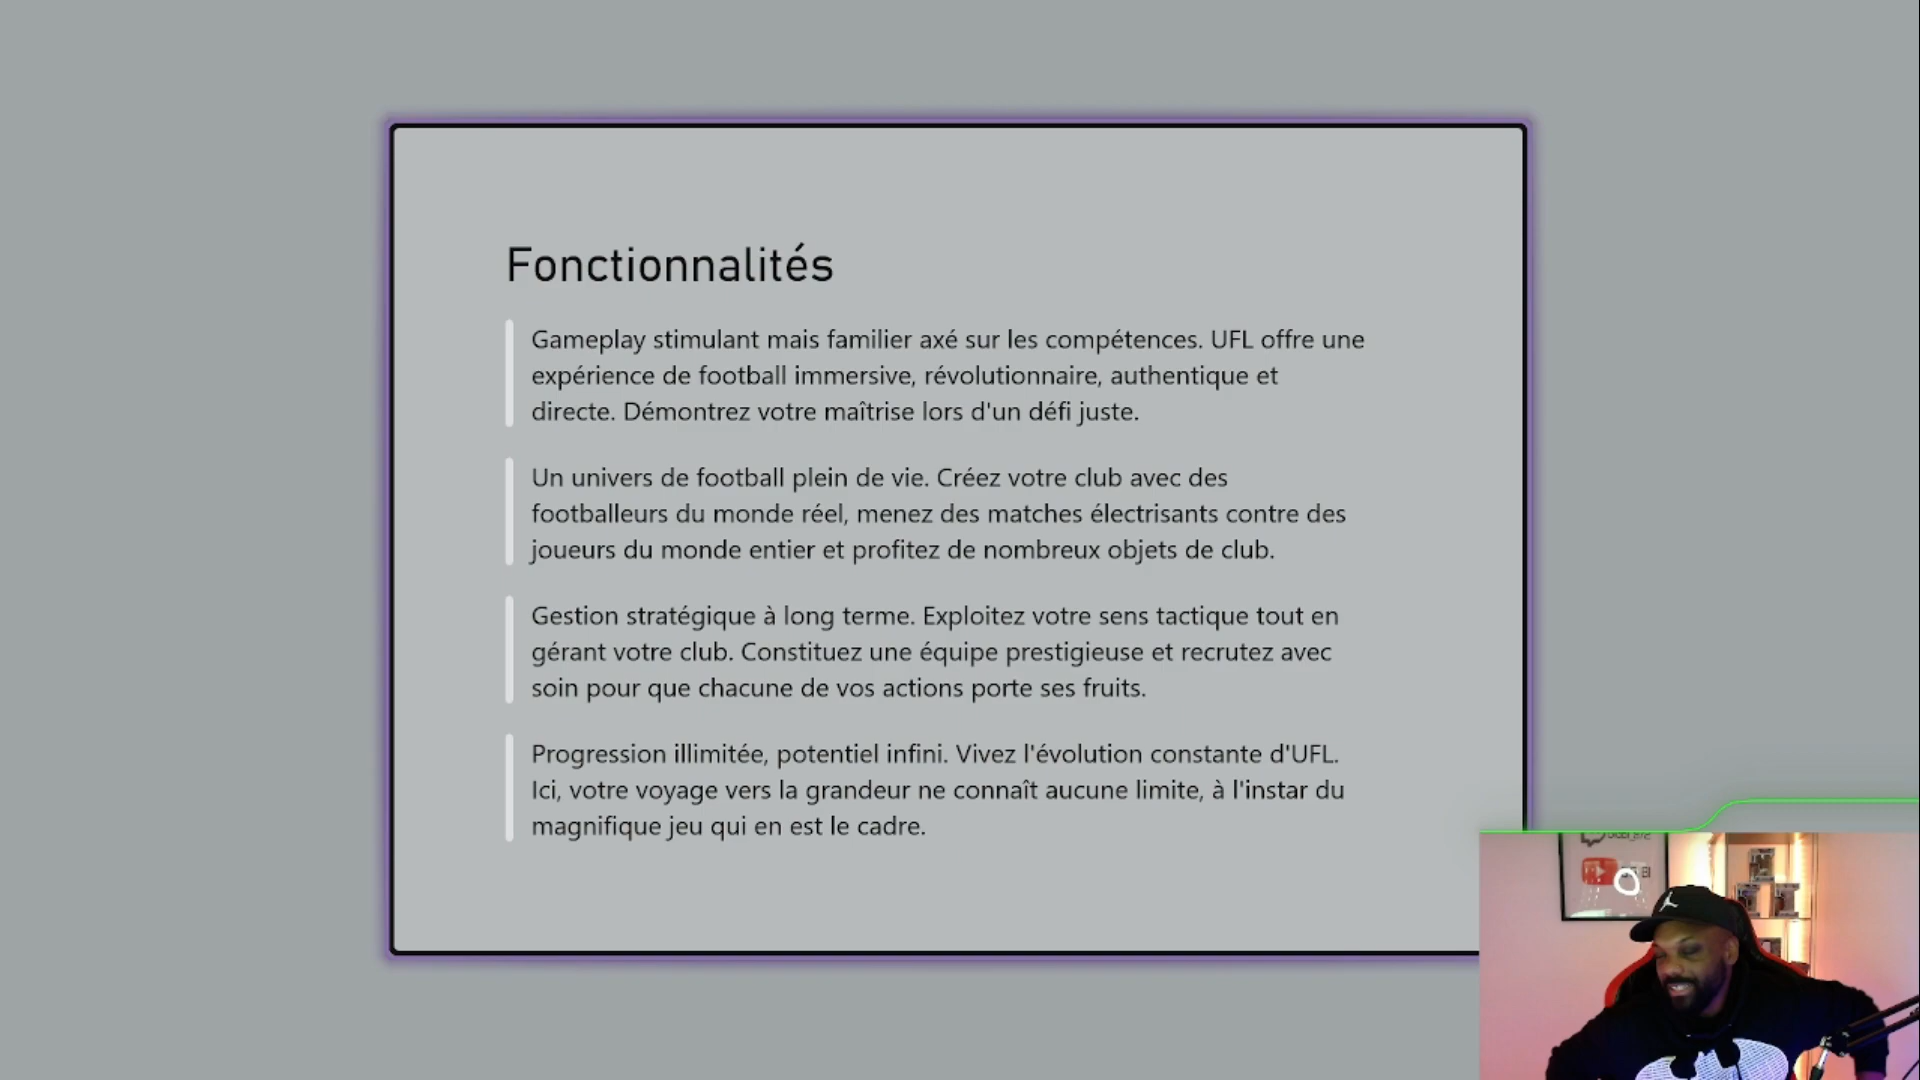 Fonctionnalités
Gameplay stimulant mais familier axé sur les compétences. UFL offre une
expérience de football immersive, révolutionnaire, authentique et
directe. Démontrez votre maîtrise lors d'un défi juste.
Un univers de football plein de vie. Créez votre club avec des
footballeurs du monde réel, menez des matches électrisants contre des
joueurs du monde entier et profitez de nombreux objets de club.
Gestion stratégique à long terme. Exploitez votre sens tactique tout en
gérant votre club. Constituez une équipe prestigieuse et recrutez avec
soin pour que chacune de vos actions porte ses fruits.
Progression illimitée, potentiel infini. Vivez l'évolution constante d'UFL.
Ici, votre voyage vers la grandeur ne connaît aucune limite, à l'instar du
magnifique jeu qui en est le cadre.